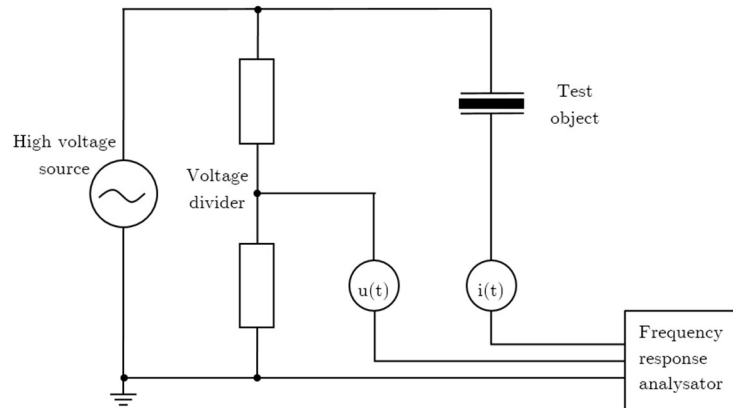 Test
object
High voltage
source
Voltage
divider
u(t)
i(t)
Frequency
response
analysator